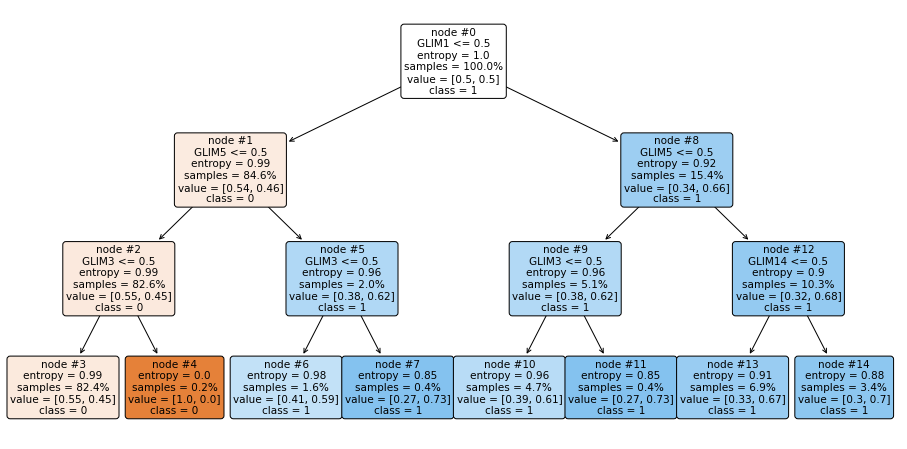 node #0
GLIM1 <= 0.5
entropy = 1.0
samples = 100.0%
value = [0.5, 0.5]
class = 1
node #1
GLIM5 <= 0.5
entropy = 0.99
samples = 84.6%
value = [0.54, 0.46]
class = 0
node #8
GLIM5 <= 0.5
entropy = 0.92
samples = 15.4%
value = [0.34, 0.66]
class = 1
node #2
GLIM3 <= 0.5
entropy = 0.99
samples = 82.6%
value = [0.55, 0.45]
class = 0
node #5
GLIM3 <= 0.5
entropy = 0.96
samples = 2.0%
value = [0.38, 0.62]
class = 1
node #9
GLIM3 <= 0.5
entropy = 0.96
samples = 5.1%
value = [0.38, 0.62]
class = 1
node #12
GLIM14 <= 0.5
entropy = 0.9
samples = 10.3%
value = [0.32, 0.68]
class = 1
node #3
entropy = 0.99
samples = 82.4%
value = [0.55, 0.45]
class = 0
node #4
entropy = 0.0
samples = 0.2%
value = [1.0, 0.0]
class = 0
node #6
entropy = 0.98
samples = 1.6%
value = [0.41, 0.59]
class = 1
node #7
entropy = 0.85
samples = 0.4%
value = [0.27, 0.73]
class = 1
node #10
entropy = 0.96
samples = 4.7%
value = [0.39, 0.61]
class = 1
node #11
entropy = 0.85
samples = 0.4%
value = [0.27, 0.73]
class = 1
node #13
entropy = 0.91
samples = 6.9%
value = [0.33, 0.67]
class = 1
node #14
entropy = 0.88
samples = 3.4%
value = [0.3, 0.7]
class = 1